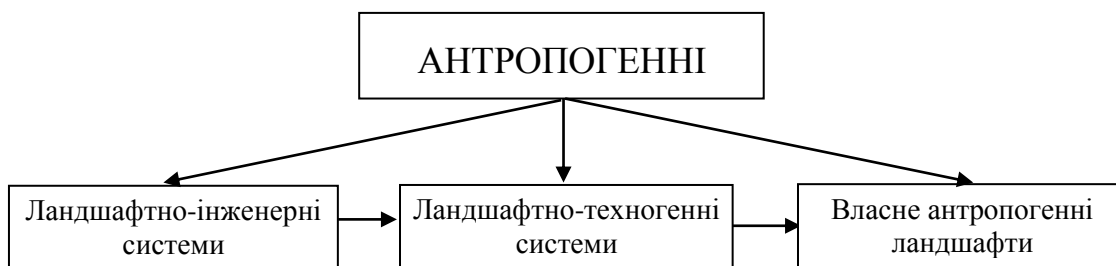 АНТРОПОГЕННІ
Ландшафтно-інженерні
системи
Ландшафтно-техногенні
системи
Власне антропогенні
ландшафти